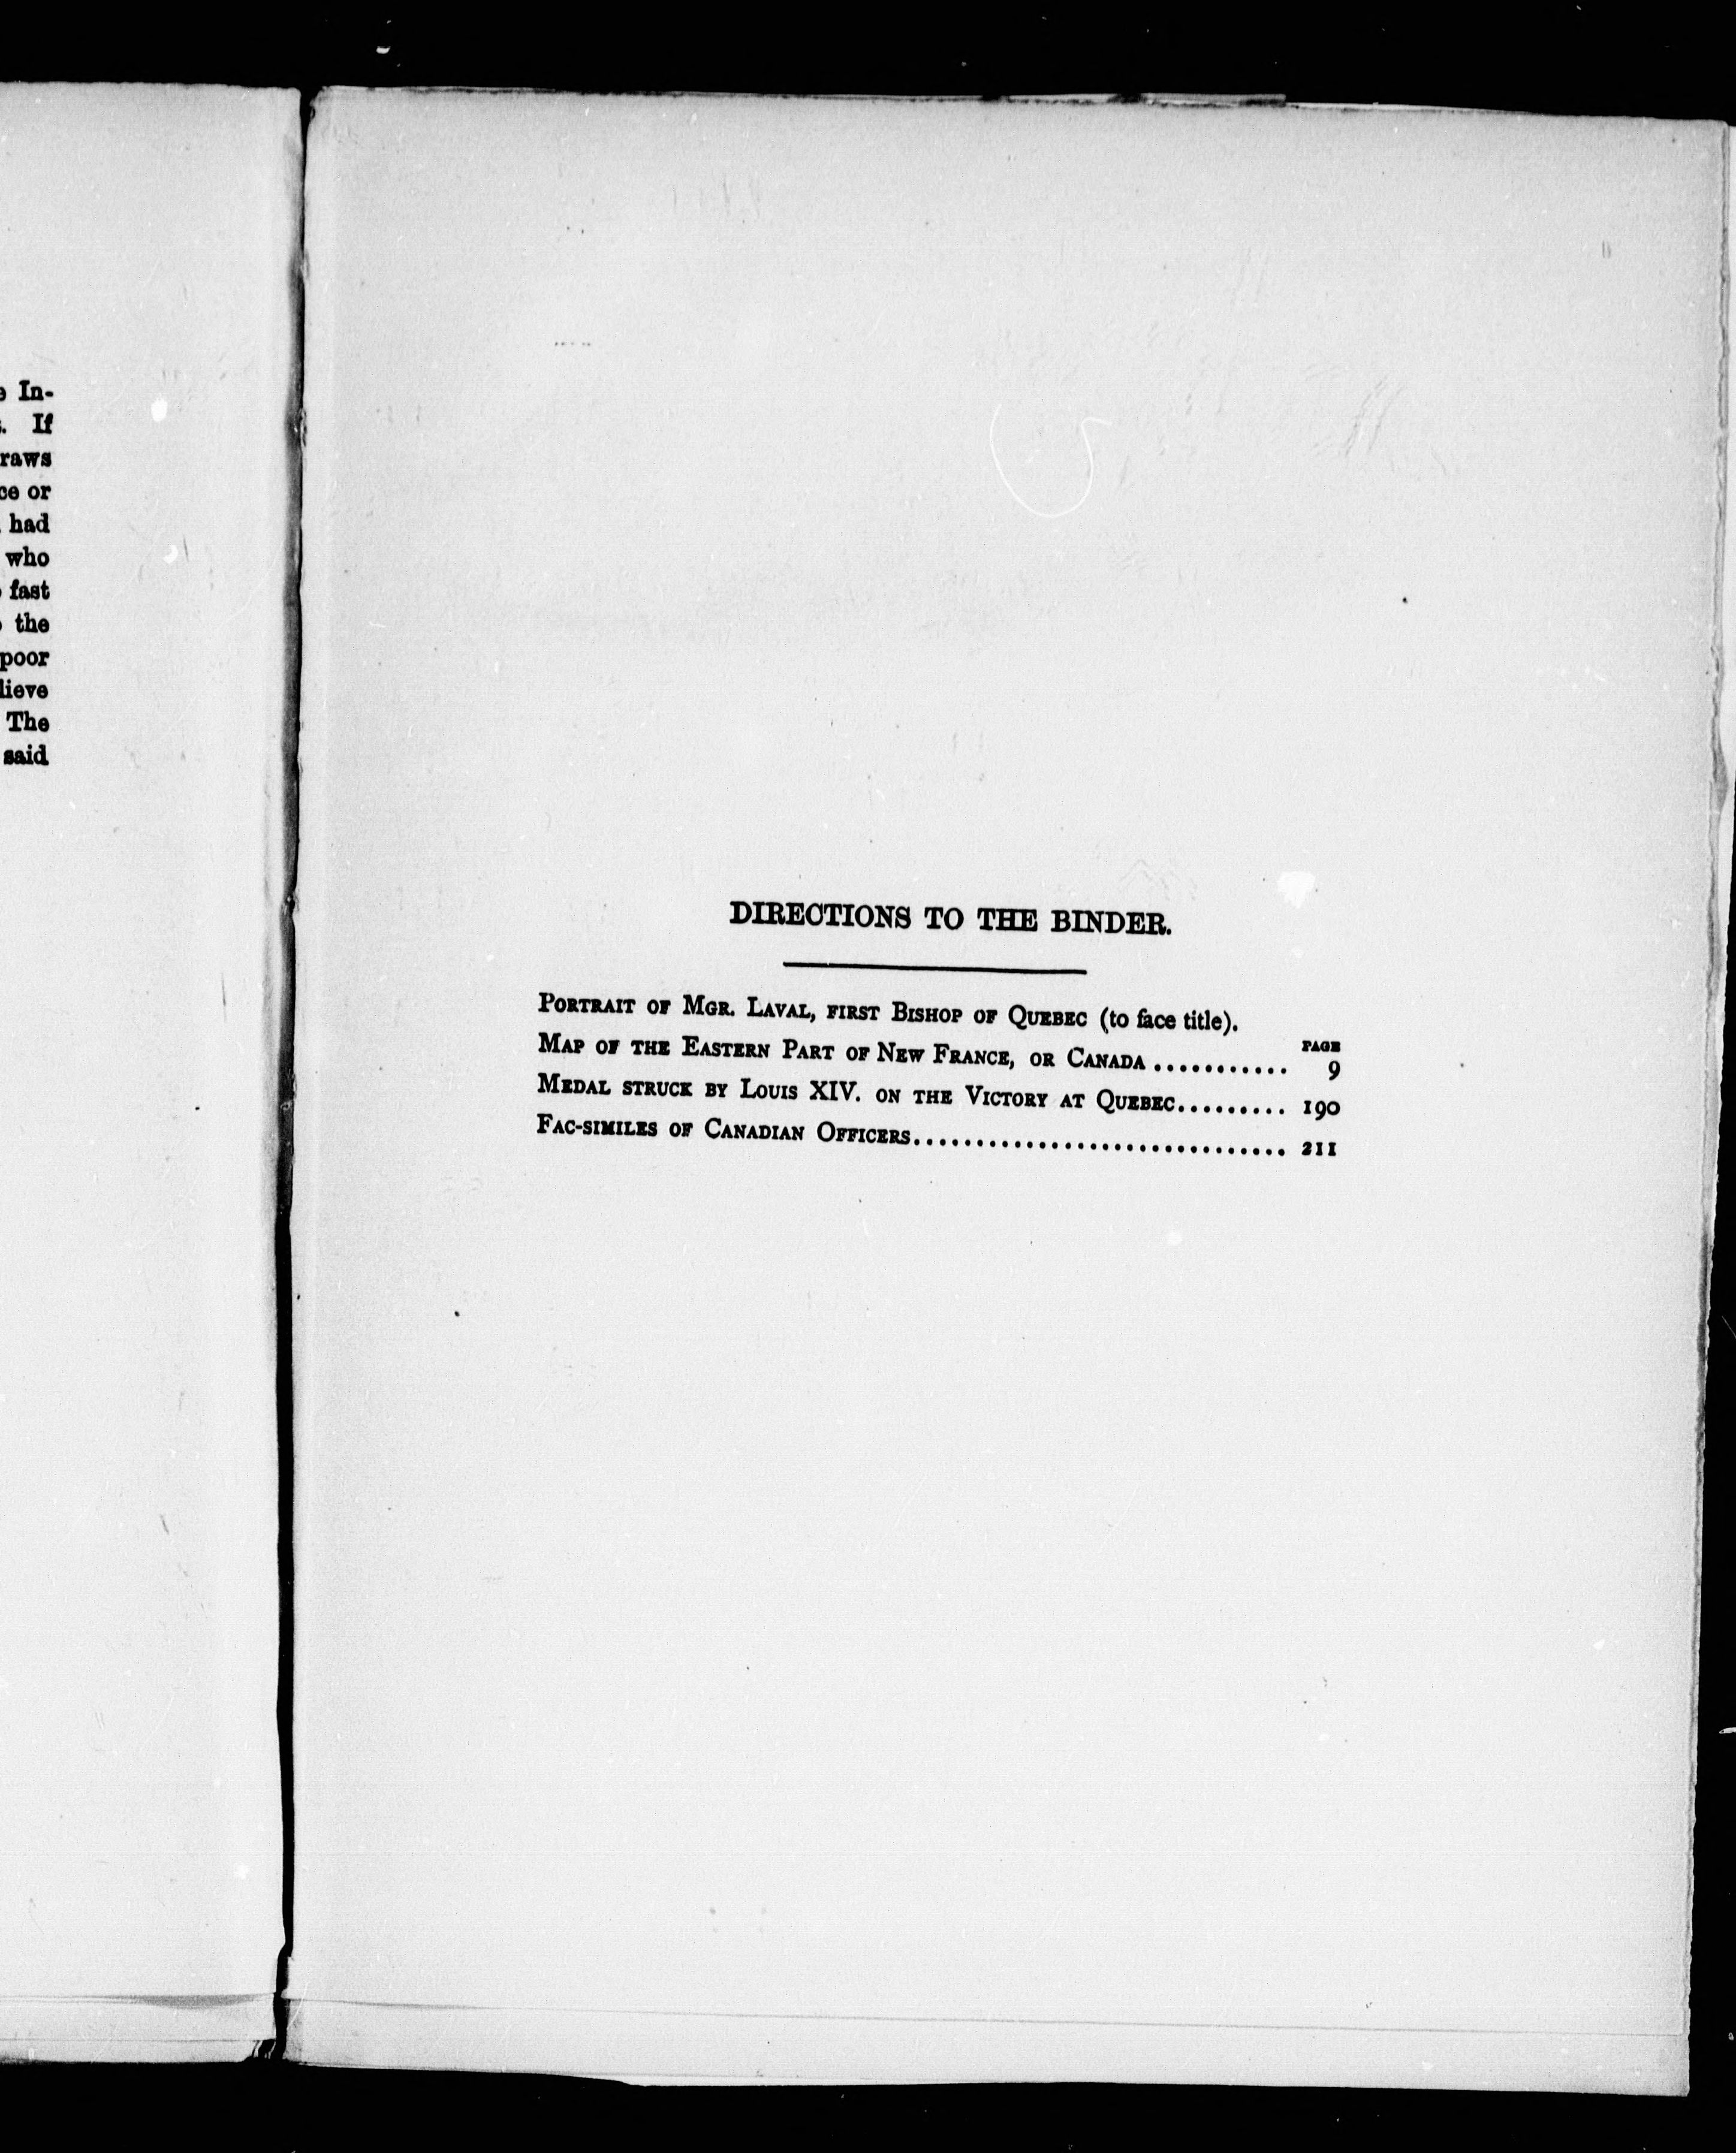 e In-
. If
raws
ce or
had
who
fast
the
poor
lieve
The
said
DIRECTIONS TO THE BINDER.
PORTRAIT OF MGR. LAVAL, FIRST BISHOP OF QUEBEC (to face title).
PAGE
MAP OF THE EASTERN PART OF NEW FRANCE, OR CANADA ........... 9
MEDAL STRUCK BY LOUIS XIV. ON THE VICTORY AT QUEBEC......... 190
FAC-SIMILES OF CANADIAN OFFICERS.............................. 211